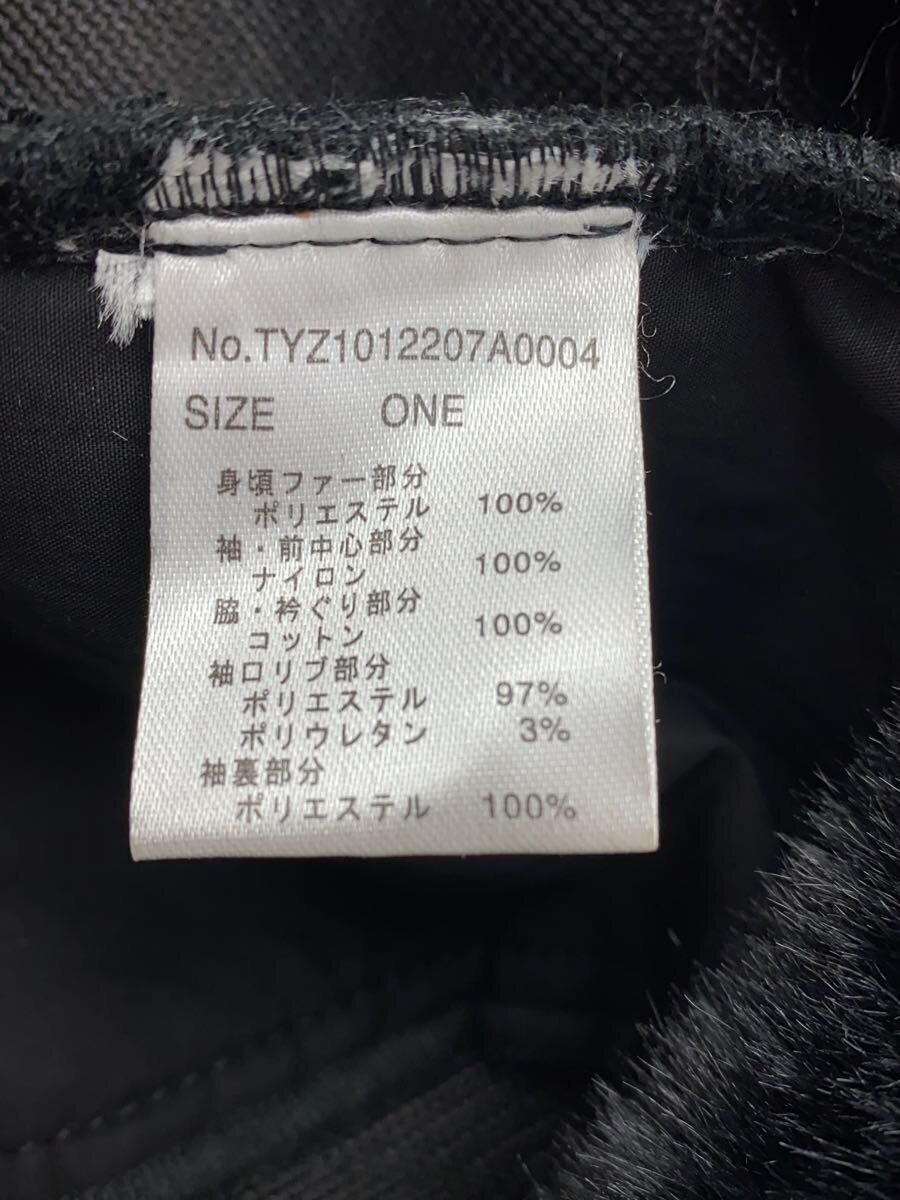 No.TYZ1012207A0004
SIZE ONE
身頃ファー部分
ポリエステル 100%
袖・前中心部分
ナイロン 100%
脇・衿ぐり部分
コットン 100%
袖口リブ部分
ポリエステル 97%
ポリウレタン 3%
袖裏部分
ポリエステル 100%